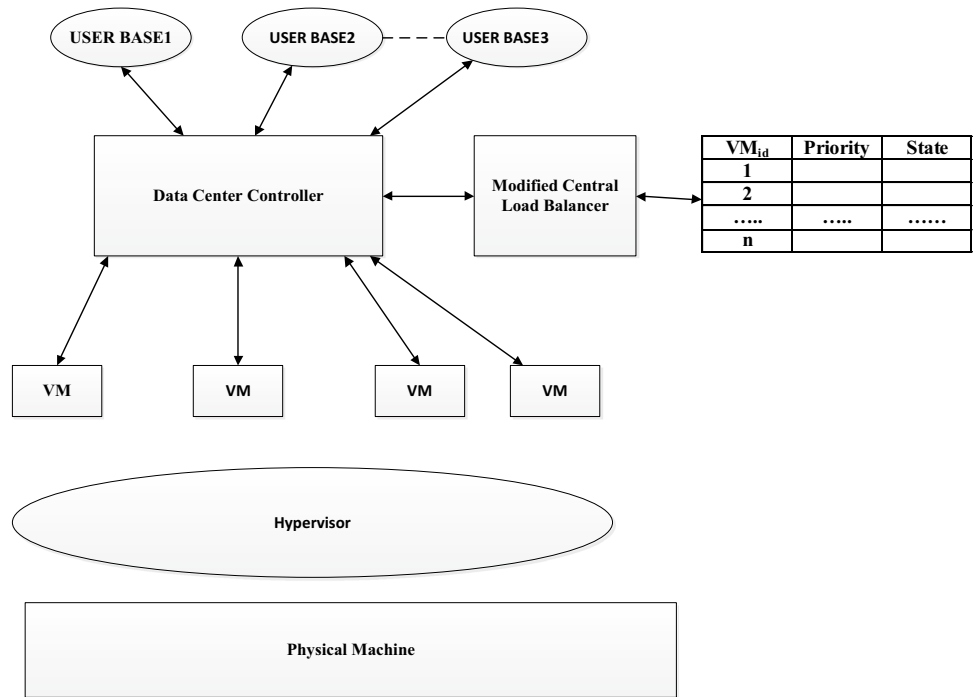 USER BASE1
USER BASE2
USER BASE3
Data Center Controller
Modified Central
Load Balancer
VMid Priority State
1
2
….. ….. ……
n
VM
VM
VM
VM
Hypervisor
Physical Machine